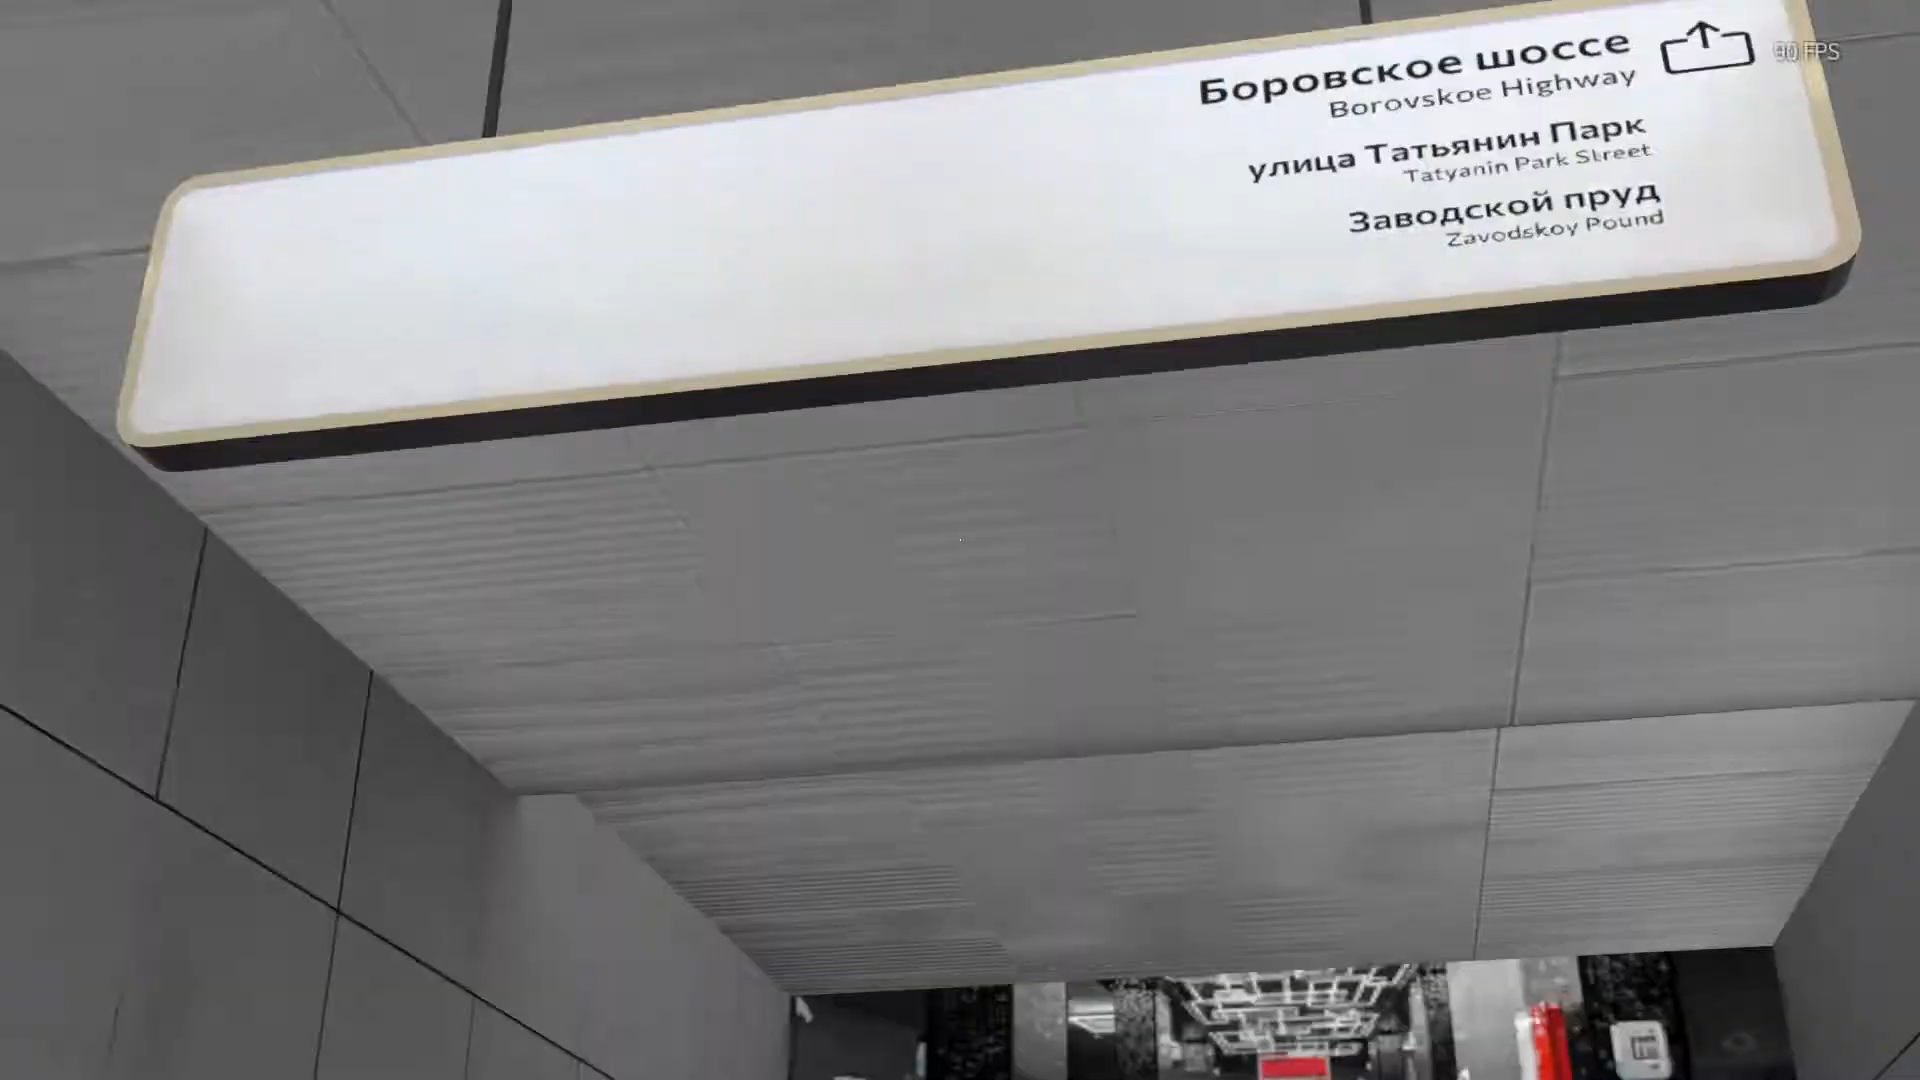 Боровское шоссе
Borovskoe Highway
улица Татьянин Парк
Tatyanin Park Street
Заводской пруд
Zavodskoy Pound
90 FPS